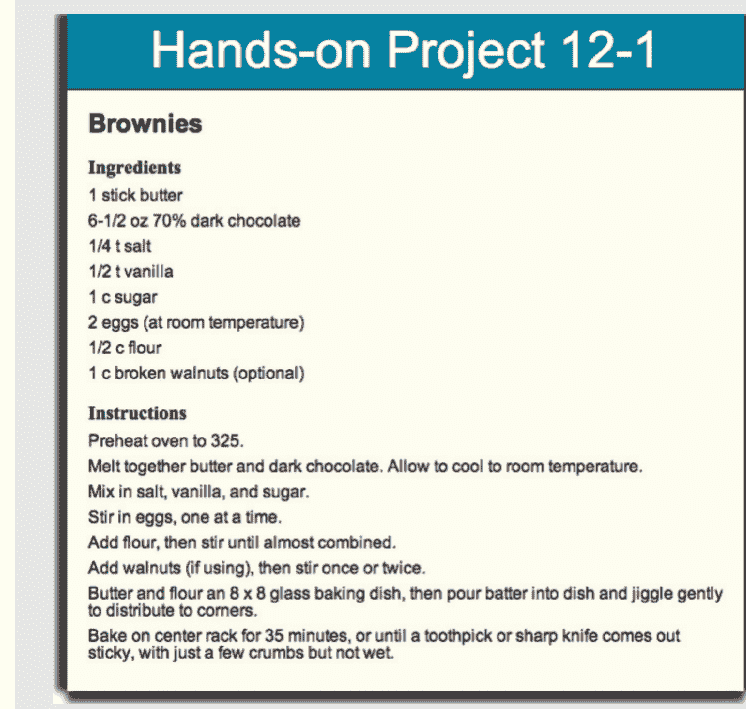 Hands-on Project 12-1
Brownies
Ingredients
1 stick butter
6-1/2 oz 70% dark chocolate
1/4 t salt
1/2 t vanilla
1 c sugar
2 eggs (at room temperature)
1/2 c flour
1 c broken walnuts (optional)
Instructions
Preheat oven to 325.
Melt together butter and dark chocolate. Allow to cool to room temperature.
Mix in salt, vanilla, and sugar.
Stir in eggs, one at a time.
Add flour, then stir until almost combined.
Add walnuts (if using), then stir once or twice.
Butter and flour an 8 x 8 glass baking dish, then pour batter into dish and jiggle gently
to distribute to corners.
Bake on center rack for 35 minutes, or until a toothpick or sharp knife comes out
sticky, with just a few crumbs but not wet.